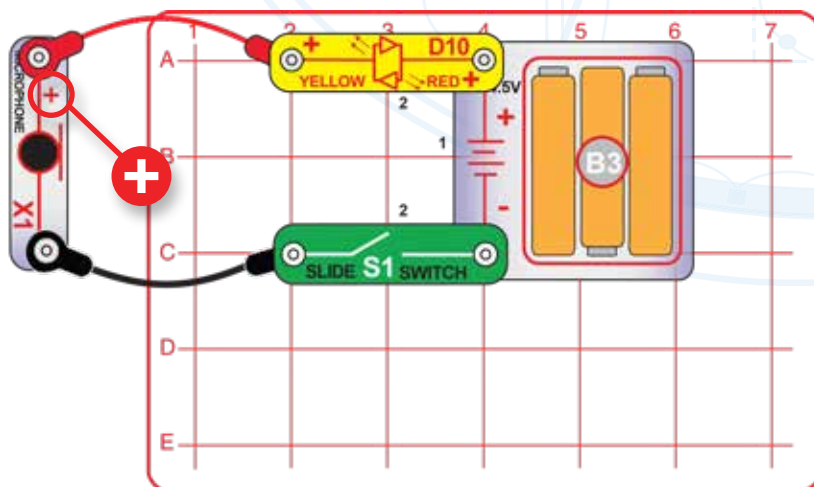 1 2 3 4 5 6 7
A
B
C
D
E
MICROPHONE
+
X1
+
+ D10
YELLOW RED +
2
.5V
+
1
B3
-
2
SLIDE S1 SWITCH